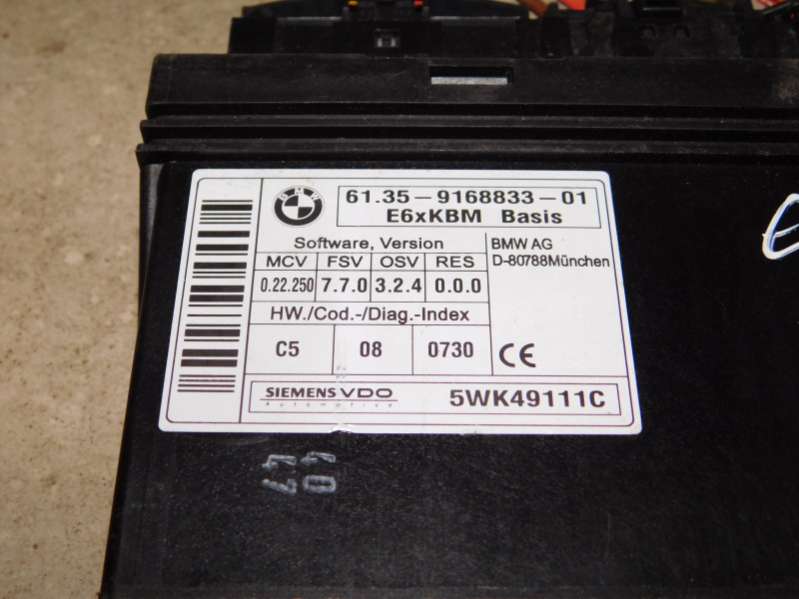 BMW
61.35-9168833-01
E6xKBM Basis
Software, Version
MCV FSV OSV RES
0.22.250 7.7.0 3.2.4 0.0.0
BMW AG
D-80788München
HW./Cod.-/Diag.-Index
C5 08 0730
CE
SIEMENS VDO
Automotive
5WK49111C